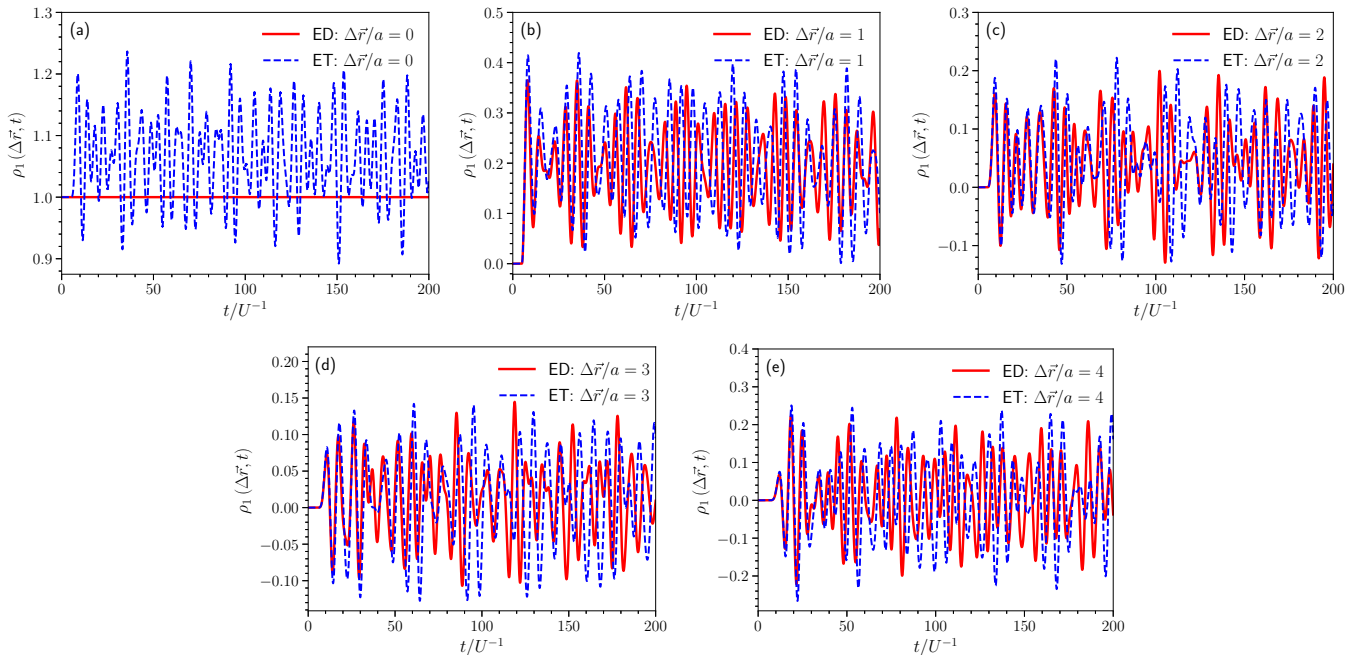 (a)
ED: Δr⃗/a = 0
ET: Δr⃗/a = 0
ρ₁(Δr⃗, t)
1.3
1.2
1.1
1.0
0.9
0
50
100
150
200
t/U⁻¹
(b)
ED: Δr⃗/a = 1
ET: Δr⃗/a = 1
ρ₁(Δr⃗, t)
0.5
0.4
0.3
0.2
0.1
0.0
0
50
100
150
200
t/U⁻¹
(c)
ED: Δr⃗/a = 2
ET: Δr⃗/a = 2
ρ₁(Δr⃗, t)
0.3
0.2
0.1
0.0
−0.1
0
50
100
150
200
t/U⁻¹
(d)
ED: Δr⃗/a = 3
ET: Δr⃗/a = 3
ρ₁(Δr⃗, t)
0.20
0.15
0.10
0.05
0.00
−0.05
−0.10
0
50
100
150
200
t/U⁻¹
(e)
ED: Δr⃗/a = 4
ET: Δr⃗/a = 4
ρ₁(Δr⃗, t)
0.4
0.3
0.2
0.1
0.0
−0.1
−0.2
0
50
100
150
200
t/U⁻¹